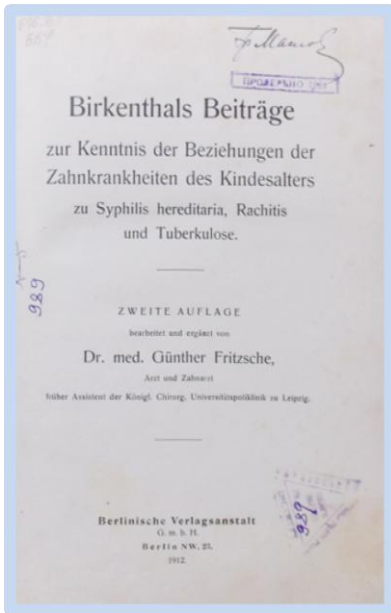 Birkenthals Beiträge
zur Kenntnis der Beziehungen der
Zahnkrankheiten des Kindesalters
zu Syphilis hereditaria, Rachitis
und Tuberkulose.
989
ZWEITE AUFLAGE
bearbeitet und ergänzt von
Dr. med. Günther Fritzsche,
Arzt und Zahnarzt
früher Assistent der Königl. Chirurg. Universitätspoliklinik zu Leipzig.
Berlinische Verlagsanstalt
G. m. b. H.
Berlin NW. 23,
1912.
989